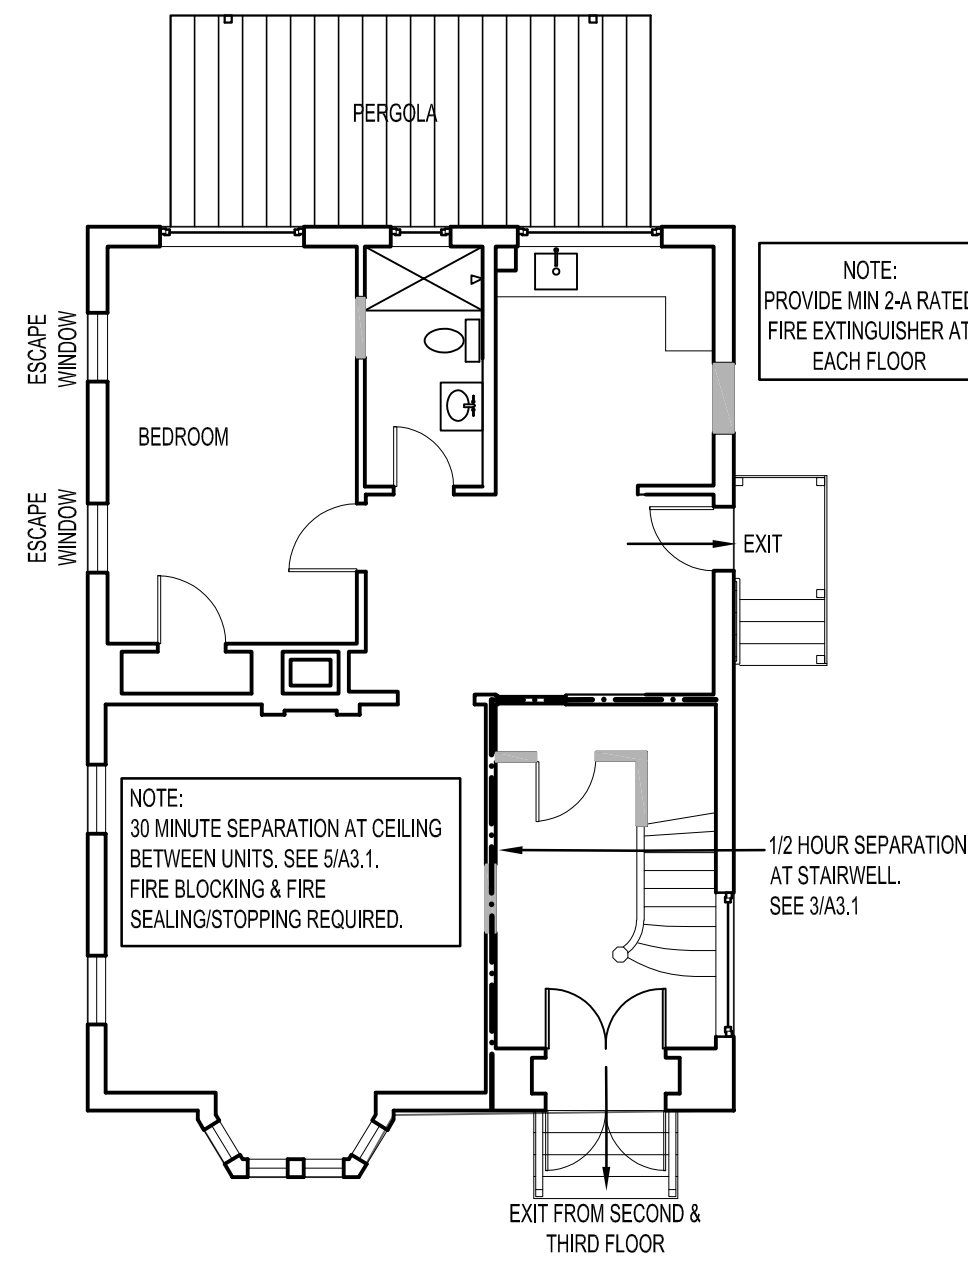 PERGOLA
NOTE:
PROVIDE MIN 2-A RATED
FIRE EXTINGUISHER AT
EACH FLOOR
ESCAPE
WINDOW
BEDROOM
ESCAPE
WINDOW
EXIT
NOTE:
30 MINUTE SEPARATION AT CEILING
BETWEEN UNITS. SEE 5/A3.1.
FIRE BLOCKING & FIRE
SEALING/STOPPING REQUIRED.
1/2 HOUR SEPARATION
AT STAIRWELL.
SEE 3/A3.1
EXIT FROM SECOND &
THIRD FLOOR